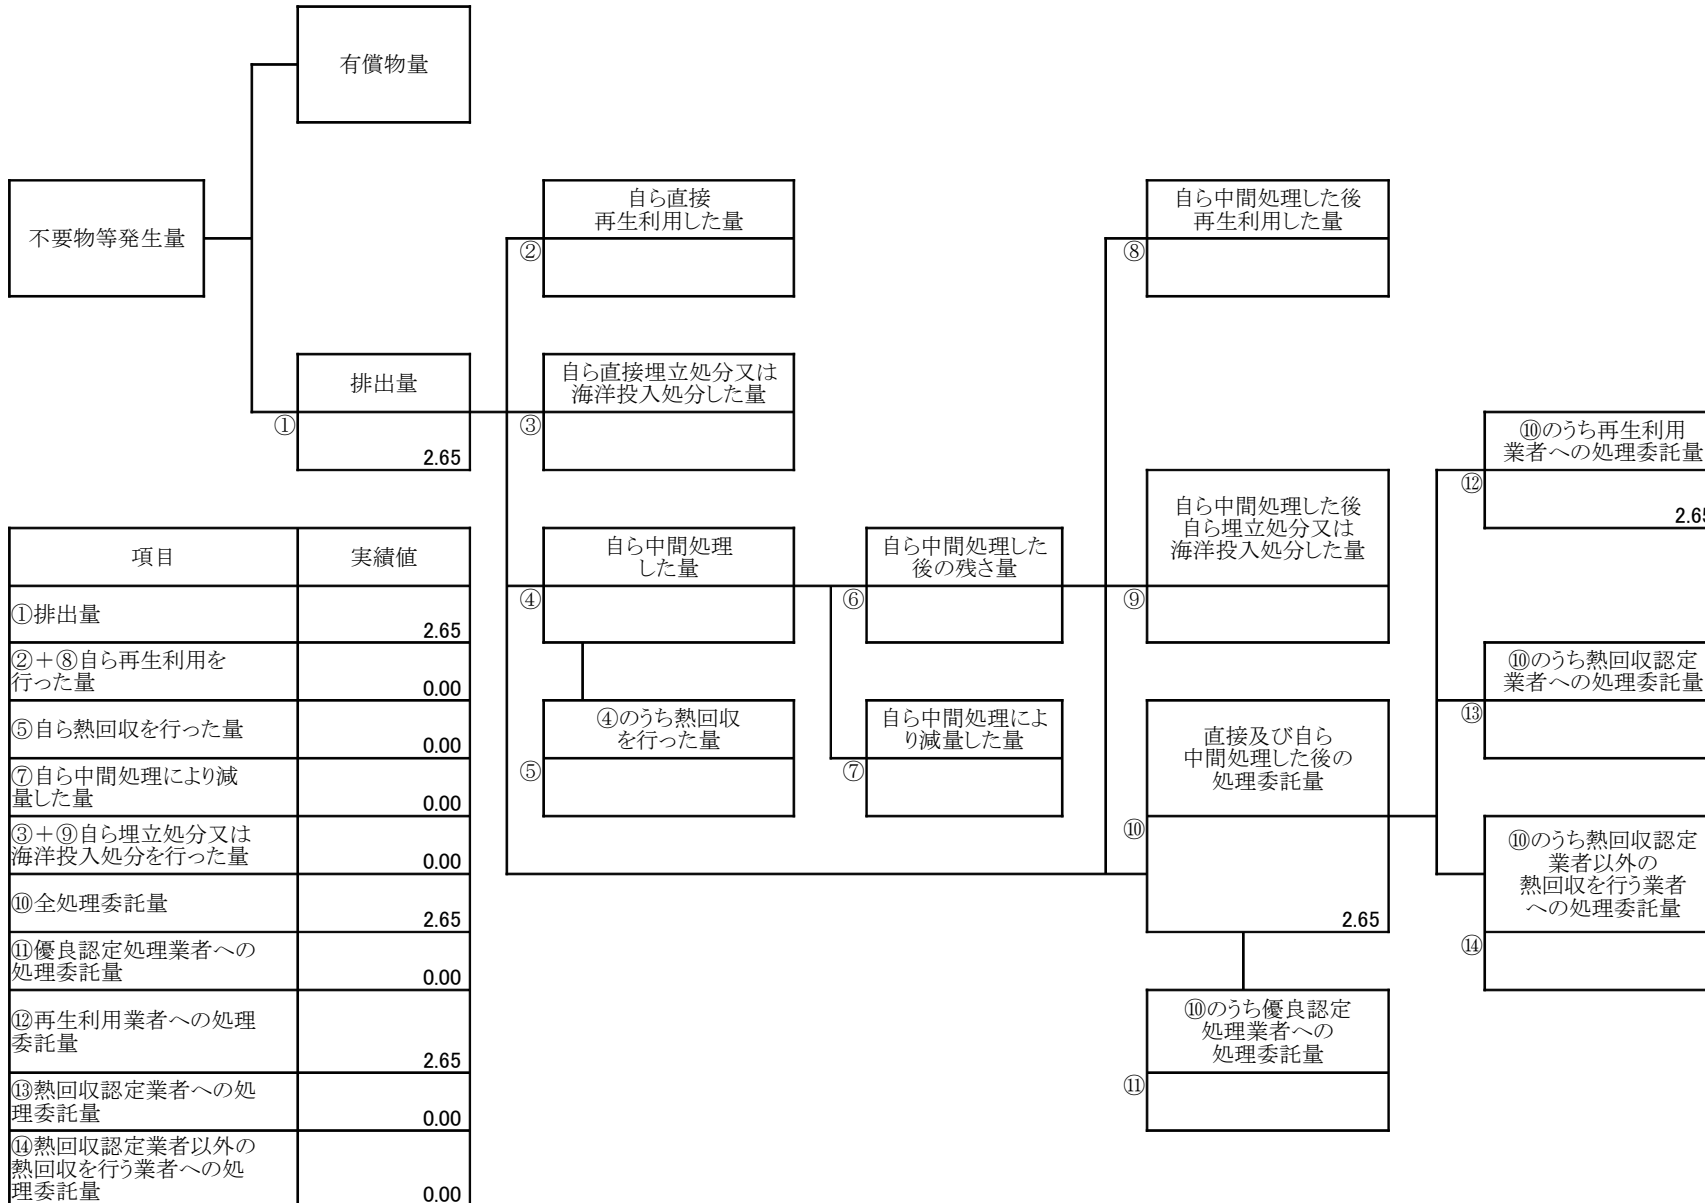 有償物量
不要物等発生量
自ら直接
再生利用した量
②
自ら中間処理した後
再生利用した量
⑧
排出量
①
2.65
自ら直接埋立処分又は
海洋投入処分した量
③
⑩のうち再生利用
業者への処理委託量
⑫
2.65
自ら中間処理
した量
④
自ら中間処理した
後の残さ量
⑥
自ら中間処理した後
自ら埋立処分又は
海洋投入処分した量
⑨
⑩のうち熱回収認定
業者への処理委託量
⑬
④のうち熱回収
を行った量
⑤
自ら中間処理によ
り減量した量
⑦
直接及び自ら
中間処理した後の
処理委託量
⑩
2.65
⑩のうち熱回収認定
業者以外の
熱回収を行う業者
への処理委託量
⑭
⑩のうち優良認定
処理業者への
処理委託量
⑪
項目 実績値
①排出量
2.65
②+⑧自ら再生利用を
行った量
0.00
⑤自ら熱回収を行った量
0.00
⑦自ら中間処理により減
量した量
0.00
③+⑨自ら埋立処分又は
海洋投入処分を行った量
0.00
⑩全処理委託量
2.65
⑪優良認定処理業者への
処理委託量
0.00
⑫再生利用業者への処理
委託量
2.65
⑬熱回収認定業者への処
理委託量
0.00
⑭熱回収認定業者以外の
熱回収を行う業者への処
理委託量
0.00